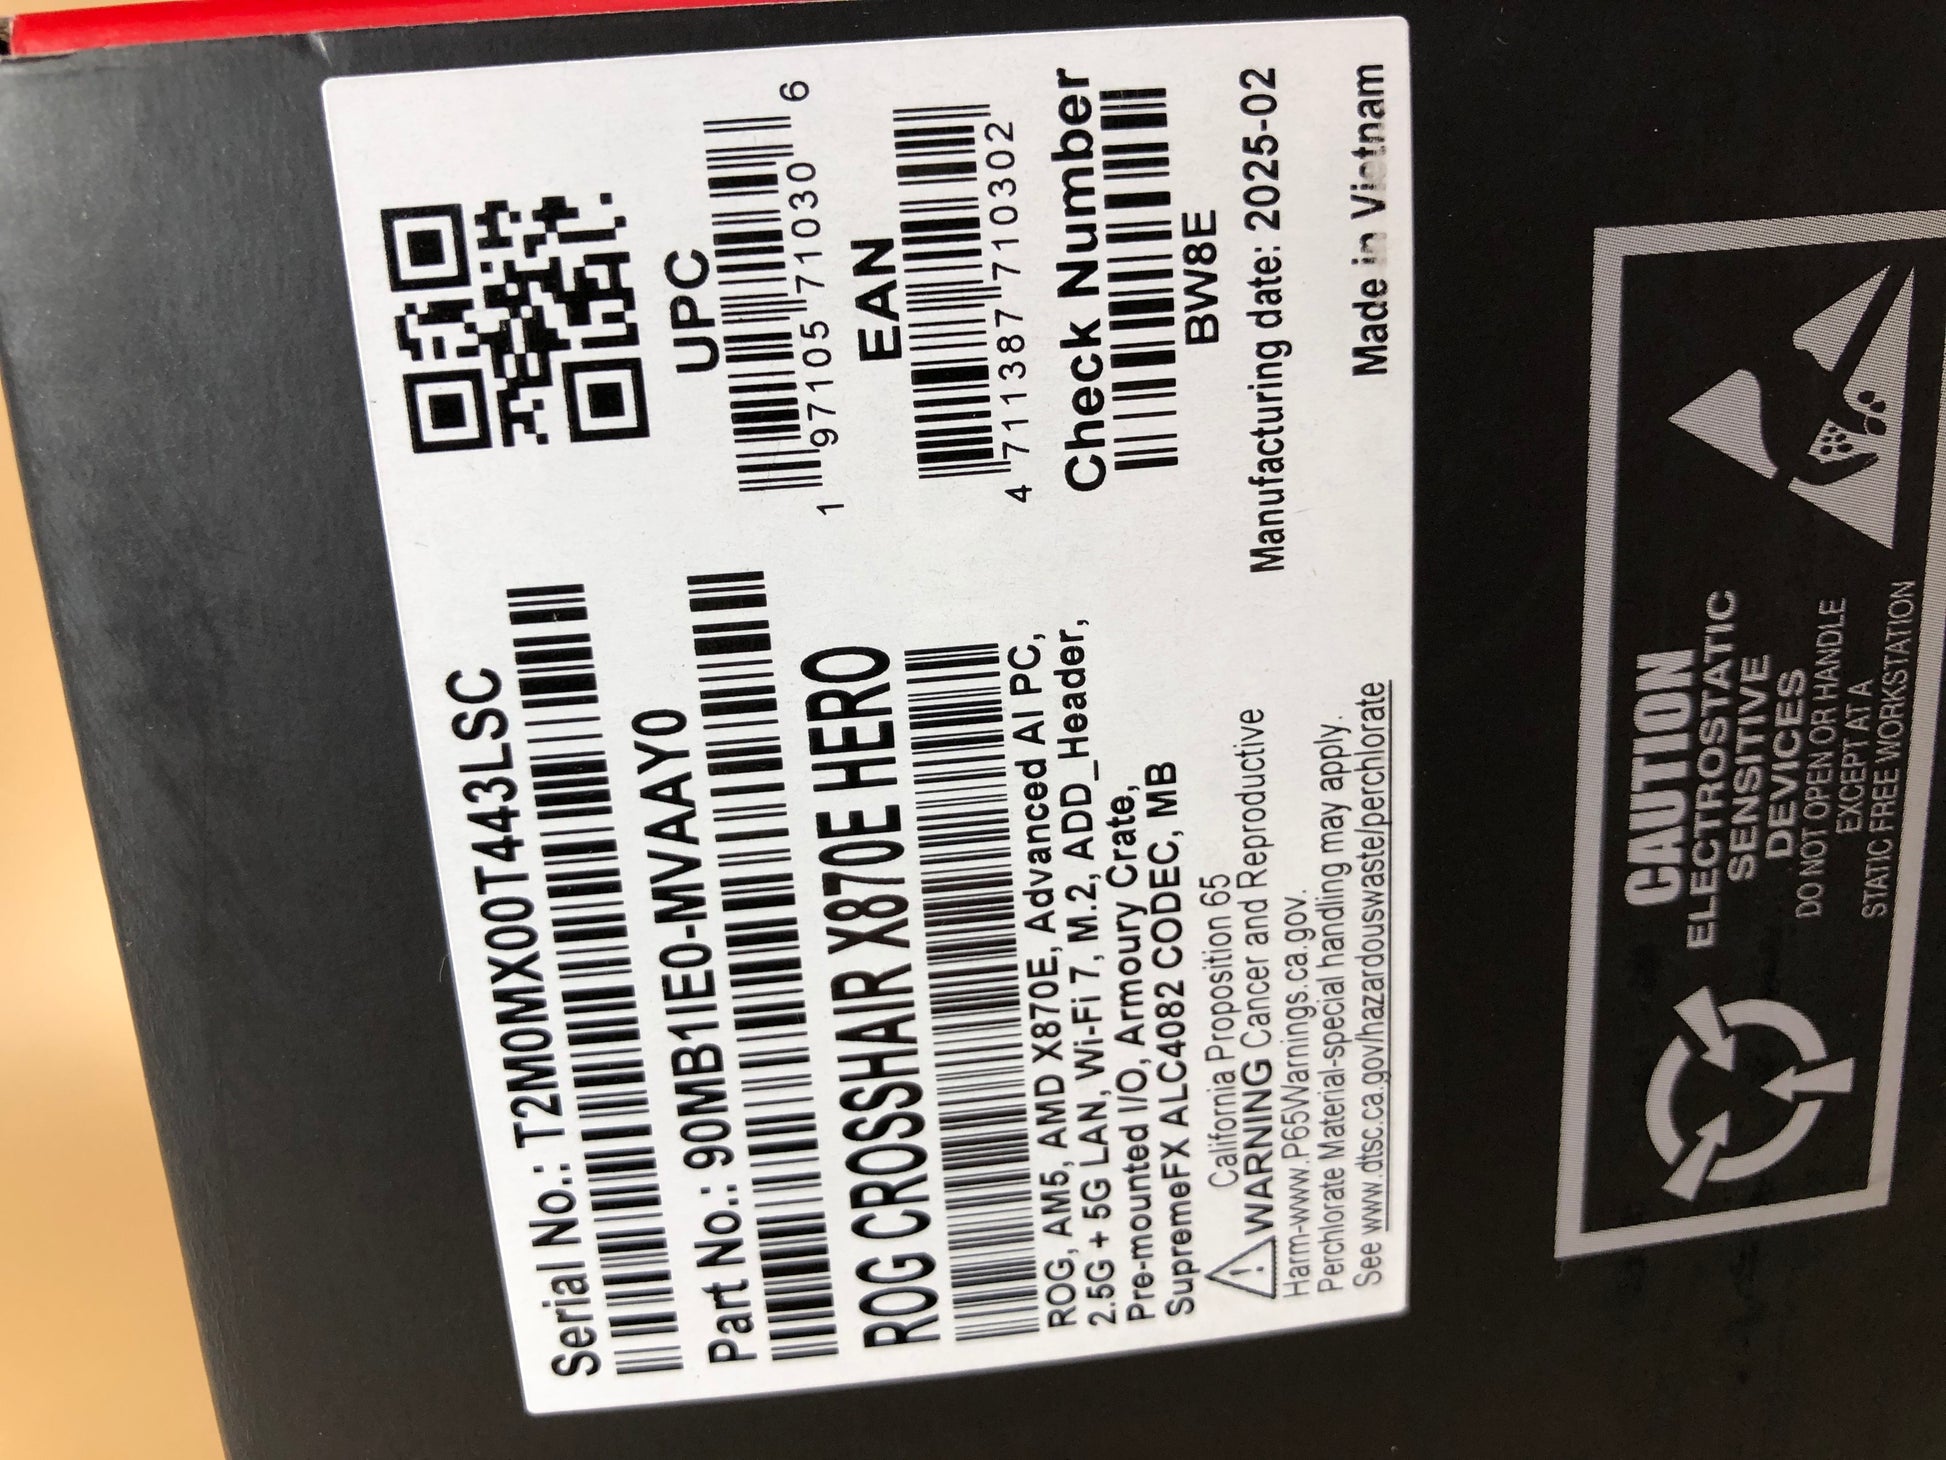 Serial No.: T2M0MX00T443LSC
Part No.: 90MB1IE0-MVAAY0
ROG CROSSHAIR X870E HERO
ROG, AM5, AMD X870E, Advanced AI PC,
2.5G + 5G LAN, Wi-Fi 7, M.2, ADD_Header,
Pre-mounted I/O, Armoury Crate,
SupremeFX ALC4082 CODEC, MB
California Proposition 65
WARNING Cancer and Reproductive
Harm-www.P65Warnings.ca.gov.
Perchlorate Material-special handling may apply.
See www.dtsc.ca.gov/hazardouswaste/perchlorate
UPC
1 97105 71030 6
EAN
4 711387 710302
Check Number
BW8E
Manufacturing date: 2025-02
Made in Vietnam
CAUTION
ELECTROSTATIC
SENSITIVE
DEVICES
DO NOT OPEN OR HANDLE
EXCEPT AT A
STATIC FREE WORKSTATION